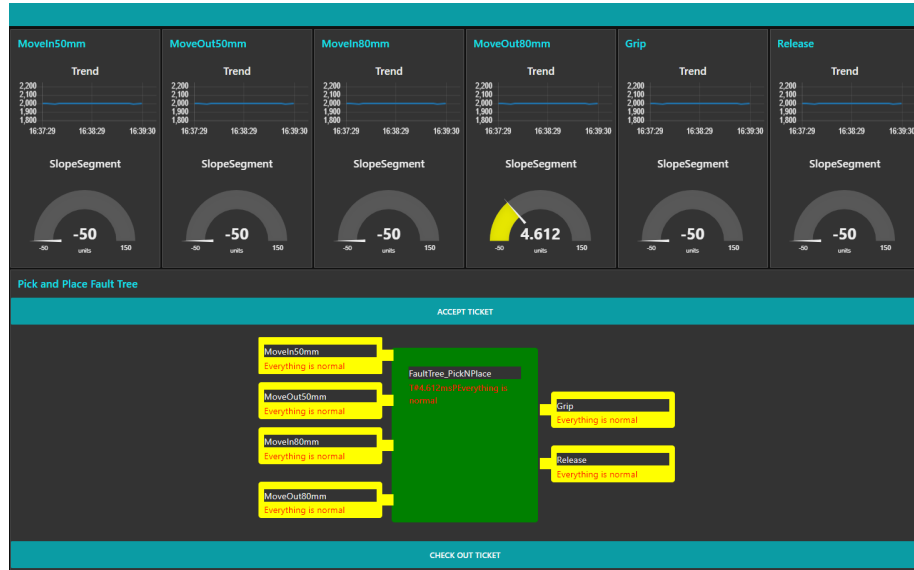 MoveIn50mm
MoveOut50mm
MoveIn80mm
MoveOut80mm
Grip
Release
Trend
Trend
Trend
Trend
Trend
Trend
2,200
2,100
2,000
1,900
1,800
16:37:29 16:38:29 16:39:30
2,200
2,100
2,000
1,900
1,800
16:37:29 16:38:29 16:39:30
2,200
2,100
2,000
1,900
1,800
16:37:29 16:38:29 16:39:30
2,200
2,100
2,000
1,900
1,800
16:37:29 16:38:29 16:39:30
2,200
2,100
2,000
1,900
1,800
16:37:29 16:38:29 16:39:30
2,200
2,100
2,000
1,900
1,800
16:37:29 16:38:29 16:39:30
SlopeSegment
SlopeSegment
SlopeSegment
SlopeSegment
SlopeSegment
SlopeSegment
-50
-50 units 150
-50
-50 units 150
-50
-50 units 150
4.612
-50 units 150
-50
-50 units 150
-50
-50 units 150
Pick and Place Fault Tree
ACCEPT TICKET
MoveIn50mm
Everything is normal
MoveOut50mm
Everything is normal
MoveIn80mm
Everything is normal
MoveOut80mm
Everything is normal
FaultTree_PickNPlace
is
normal
Grip
Everything is normal
Release
Everything is normal
CHECK OUT TICKET